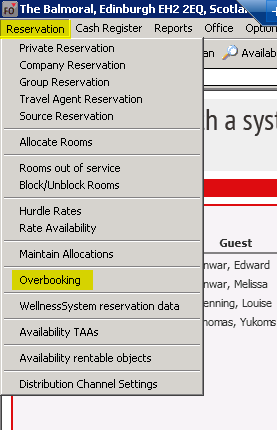 FO The Balmoral, Edinburgh EH2 2EQ, Scotla
Reservation Cash Register Reports Office Option
Private Reservation
Company Reservation
Group Reservation
Travel Agent Reservation
Source Reservation
an Availab
Allocate Rooms
h a syst
Rooms out of service
Block/Unblock Rooms
Hurdle Rates
Rate Availability
Maintain Allocations
Guest
nwar, Edward
Overbooking
nwar, Melissa
enning, Louise
WellnessSystem reservation data
homas, Yukoms
Availability TAAs
Availability rentable objects
Distribution Channel Settings